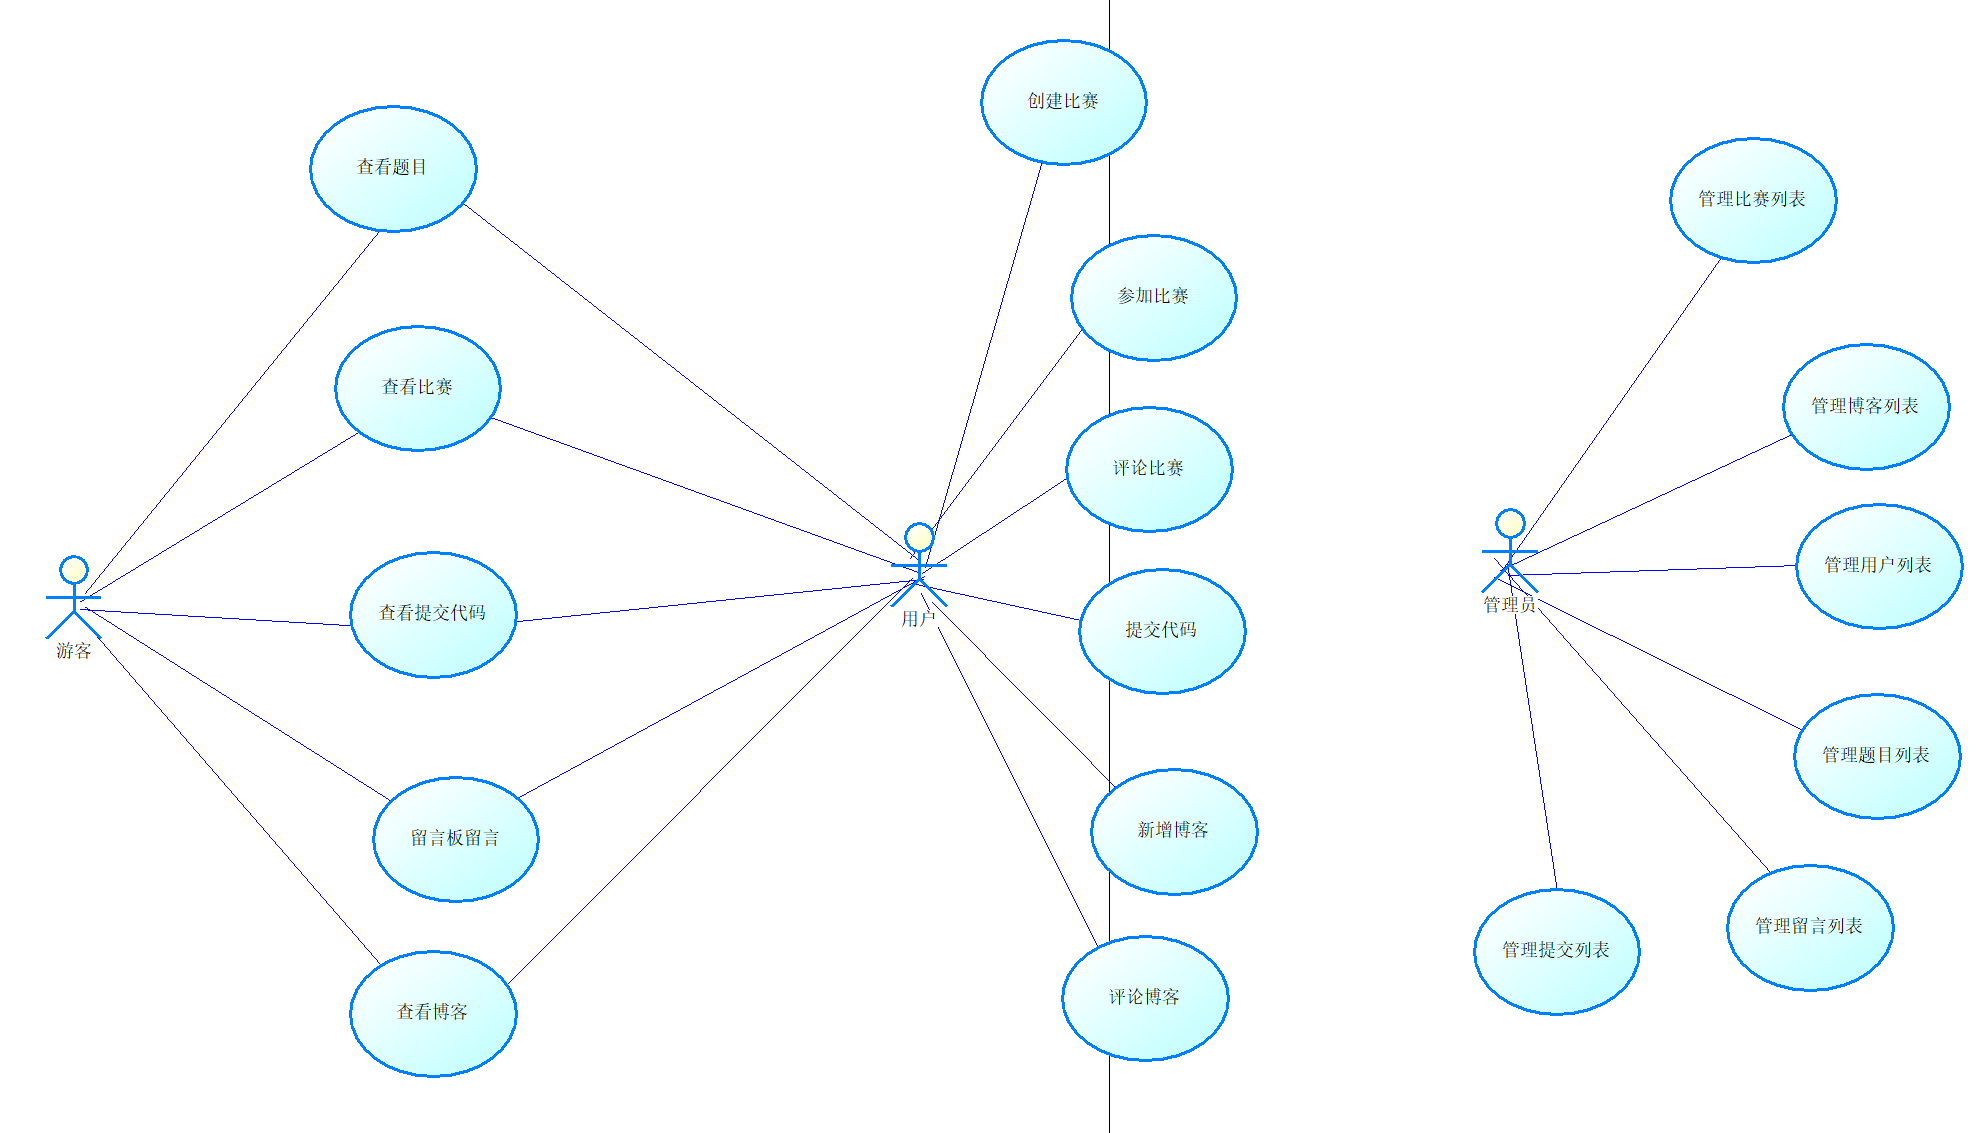 创建比赛
查看题目
管理比赛列表
参加比赛
查看比赛
管理博客列表
评论比赛
管理用户列表
管理员
查看提交代码
用户
提交代码
游客
管理题目列表
新增博客
留言板留言
管理留言列表
管理提交列表
评论博客
查看博客